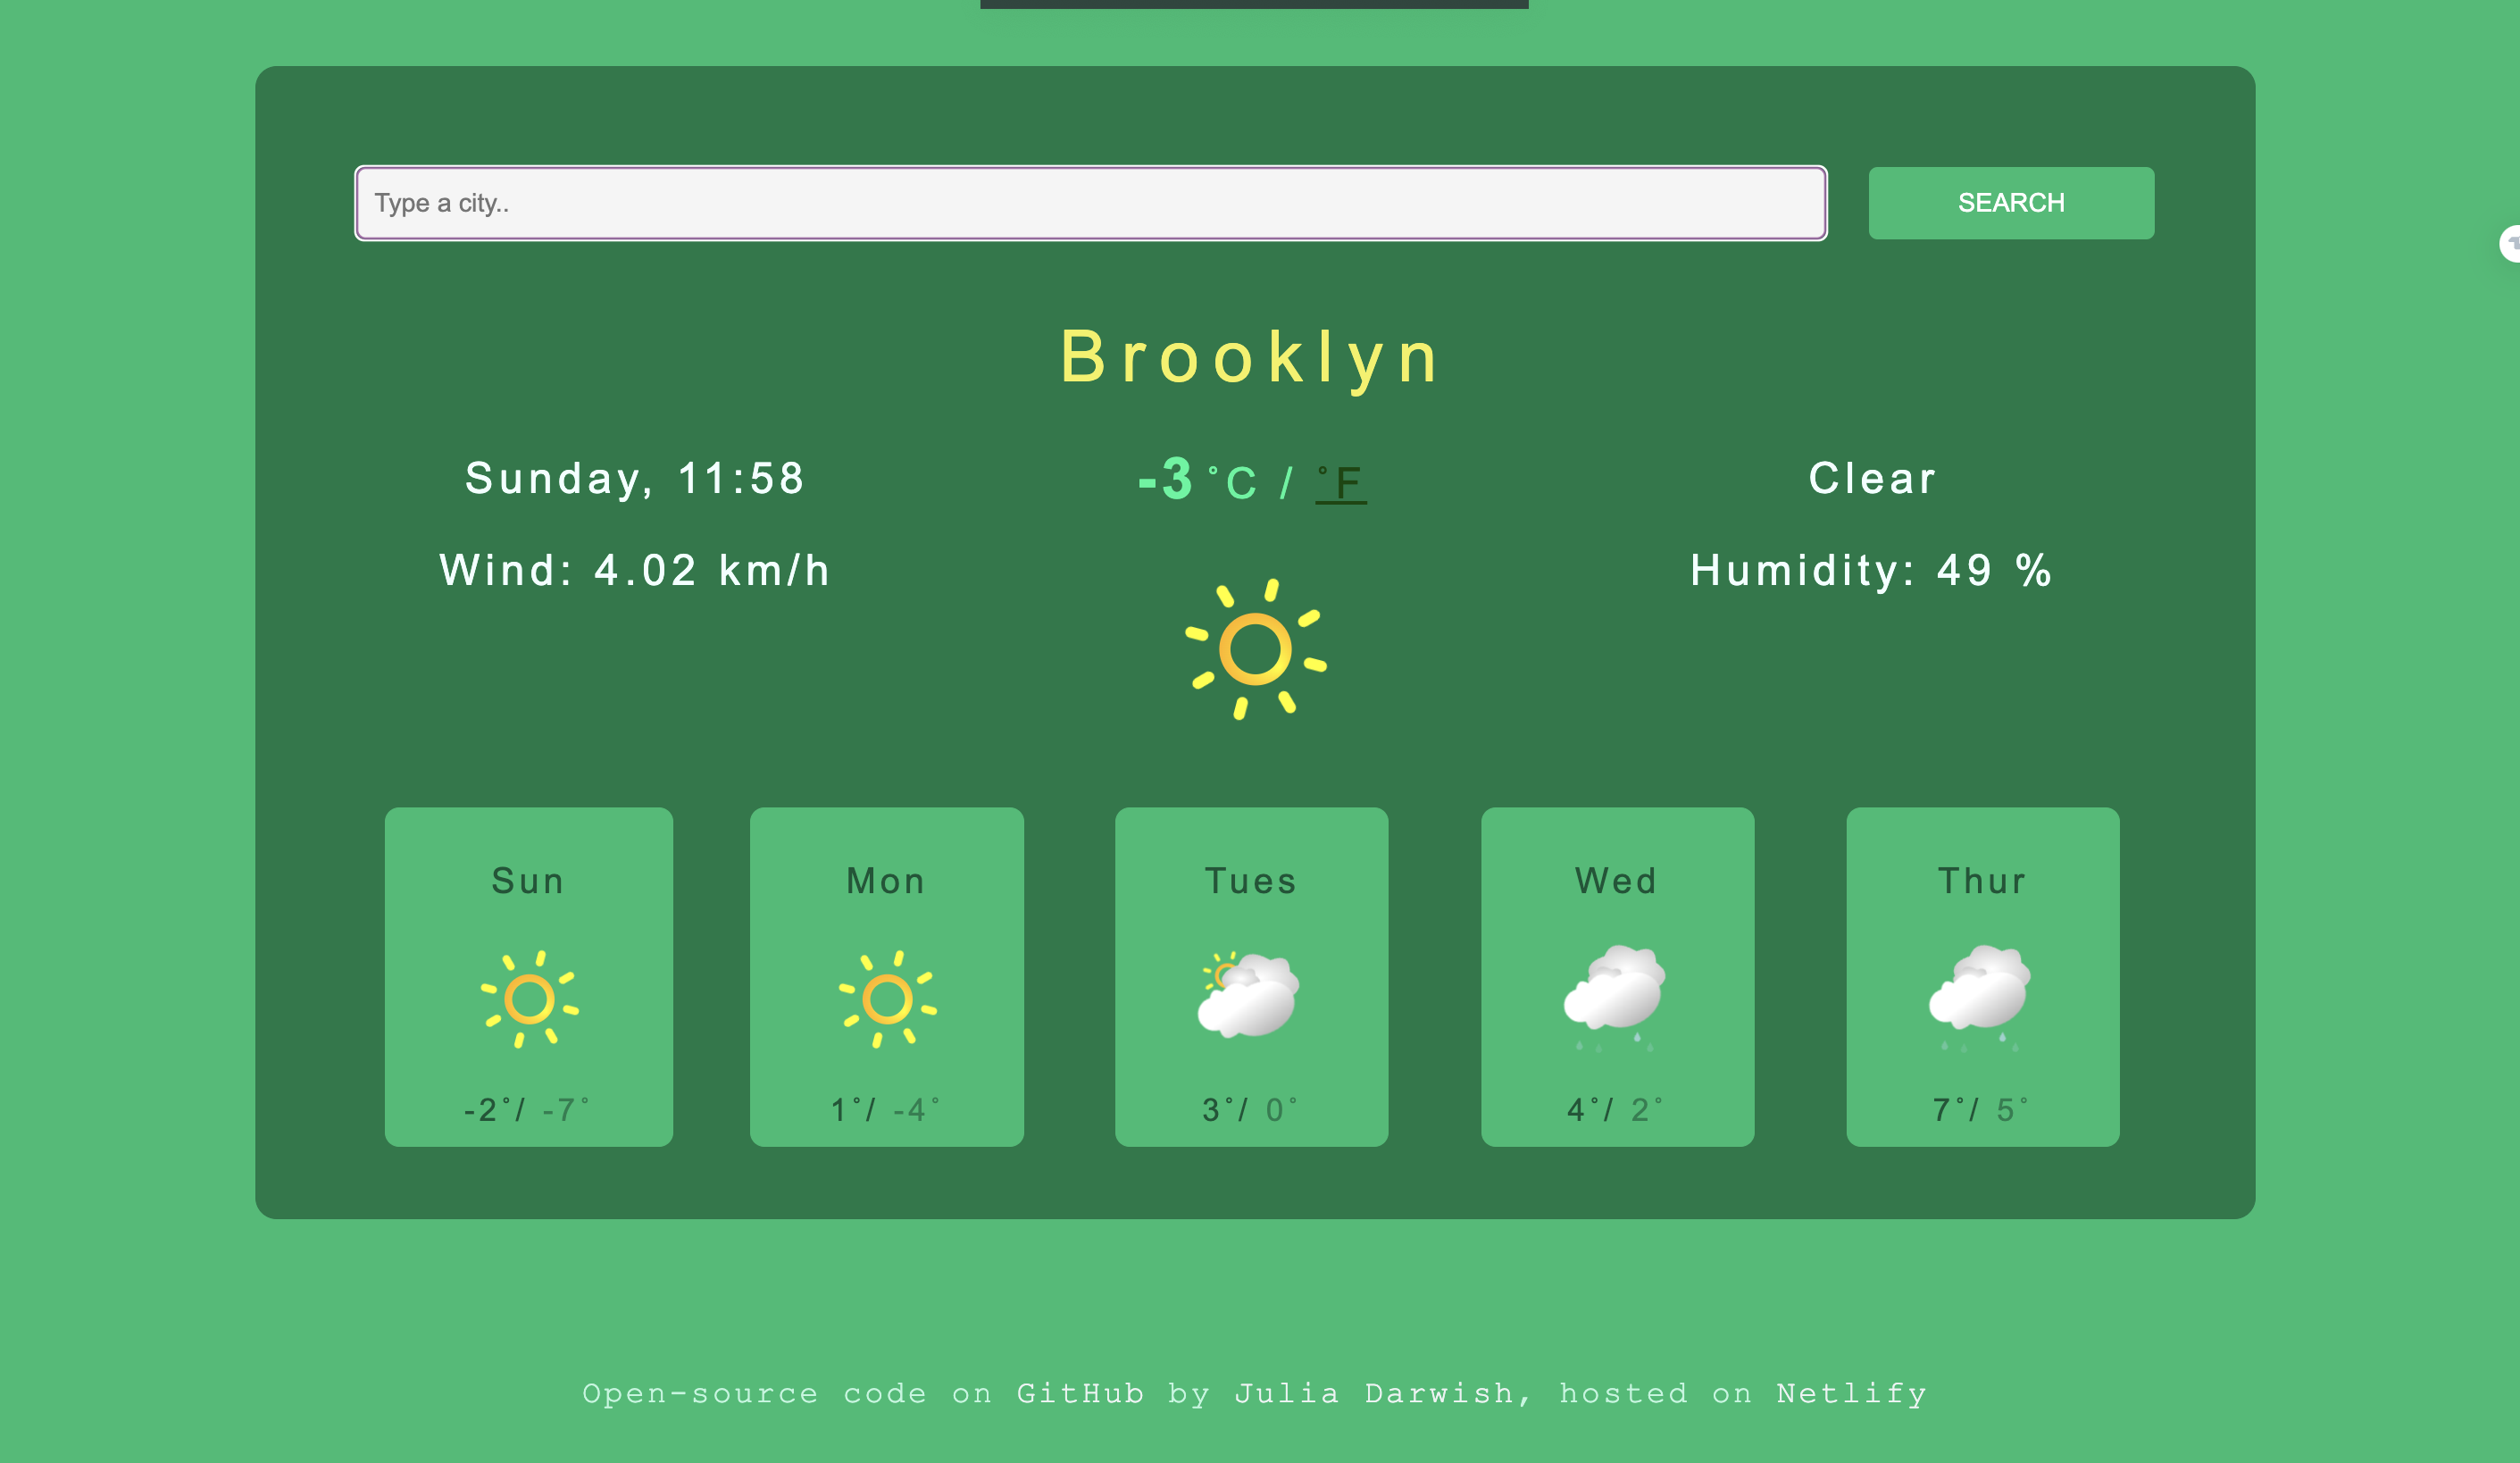 Type a city..
SEARCH
Brooklyn
Sunday, 11:58
Wind: 4.02 km/h
-3 °C / °F
Clear
Humidity: 49 %
Sun
-2°/ -7°
Mon
1°/ -4°
Tues
3°/ 0°
Wed
4°/ 2°
Thur
7°/ 5°
Open-source code on GitHub by Julia Darwish, hosted on Netlify